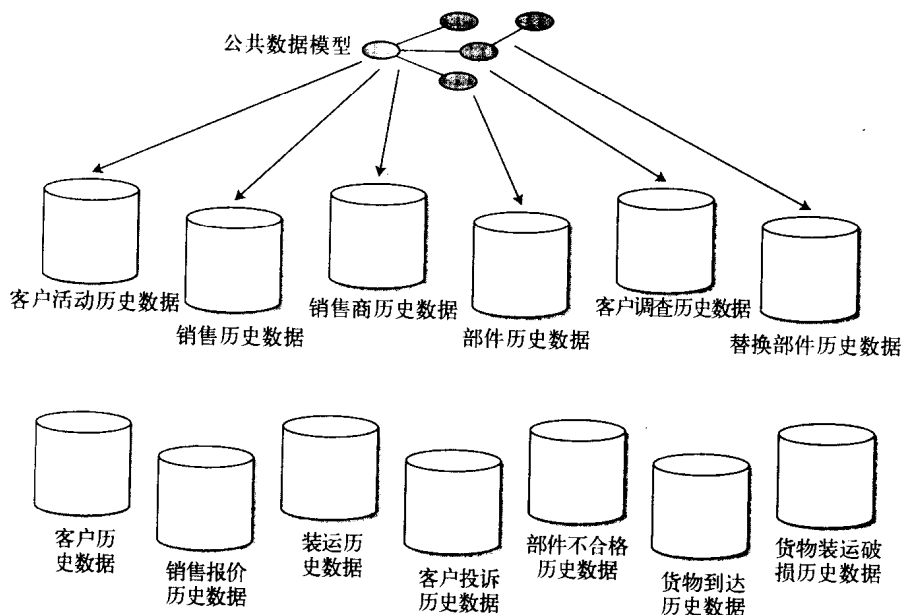 公共数据模型
客户活动历史数据
销售历史数据
销售商历史数据
部件历史数据
客户调查历史数据
替换部件历史数据
客户历
史数据
销售报价
历史数据
装运历
史数据
客户投诉
历史数据
部件不合格
历史数据
货物到达
历史数据
货物装运破
损历史数据